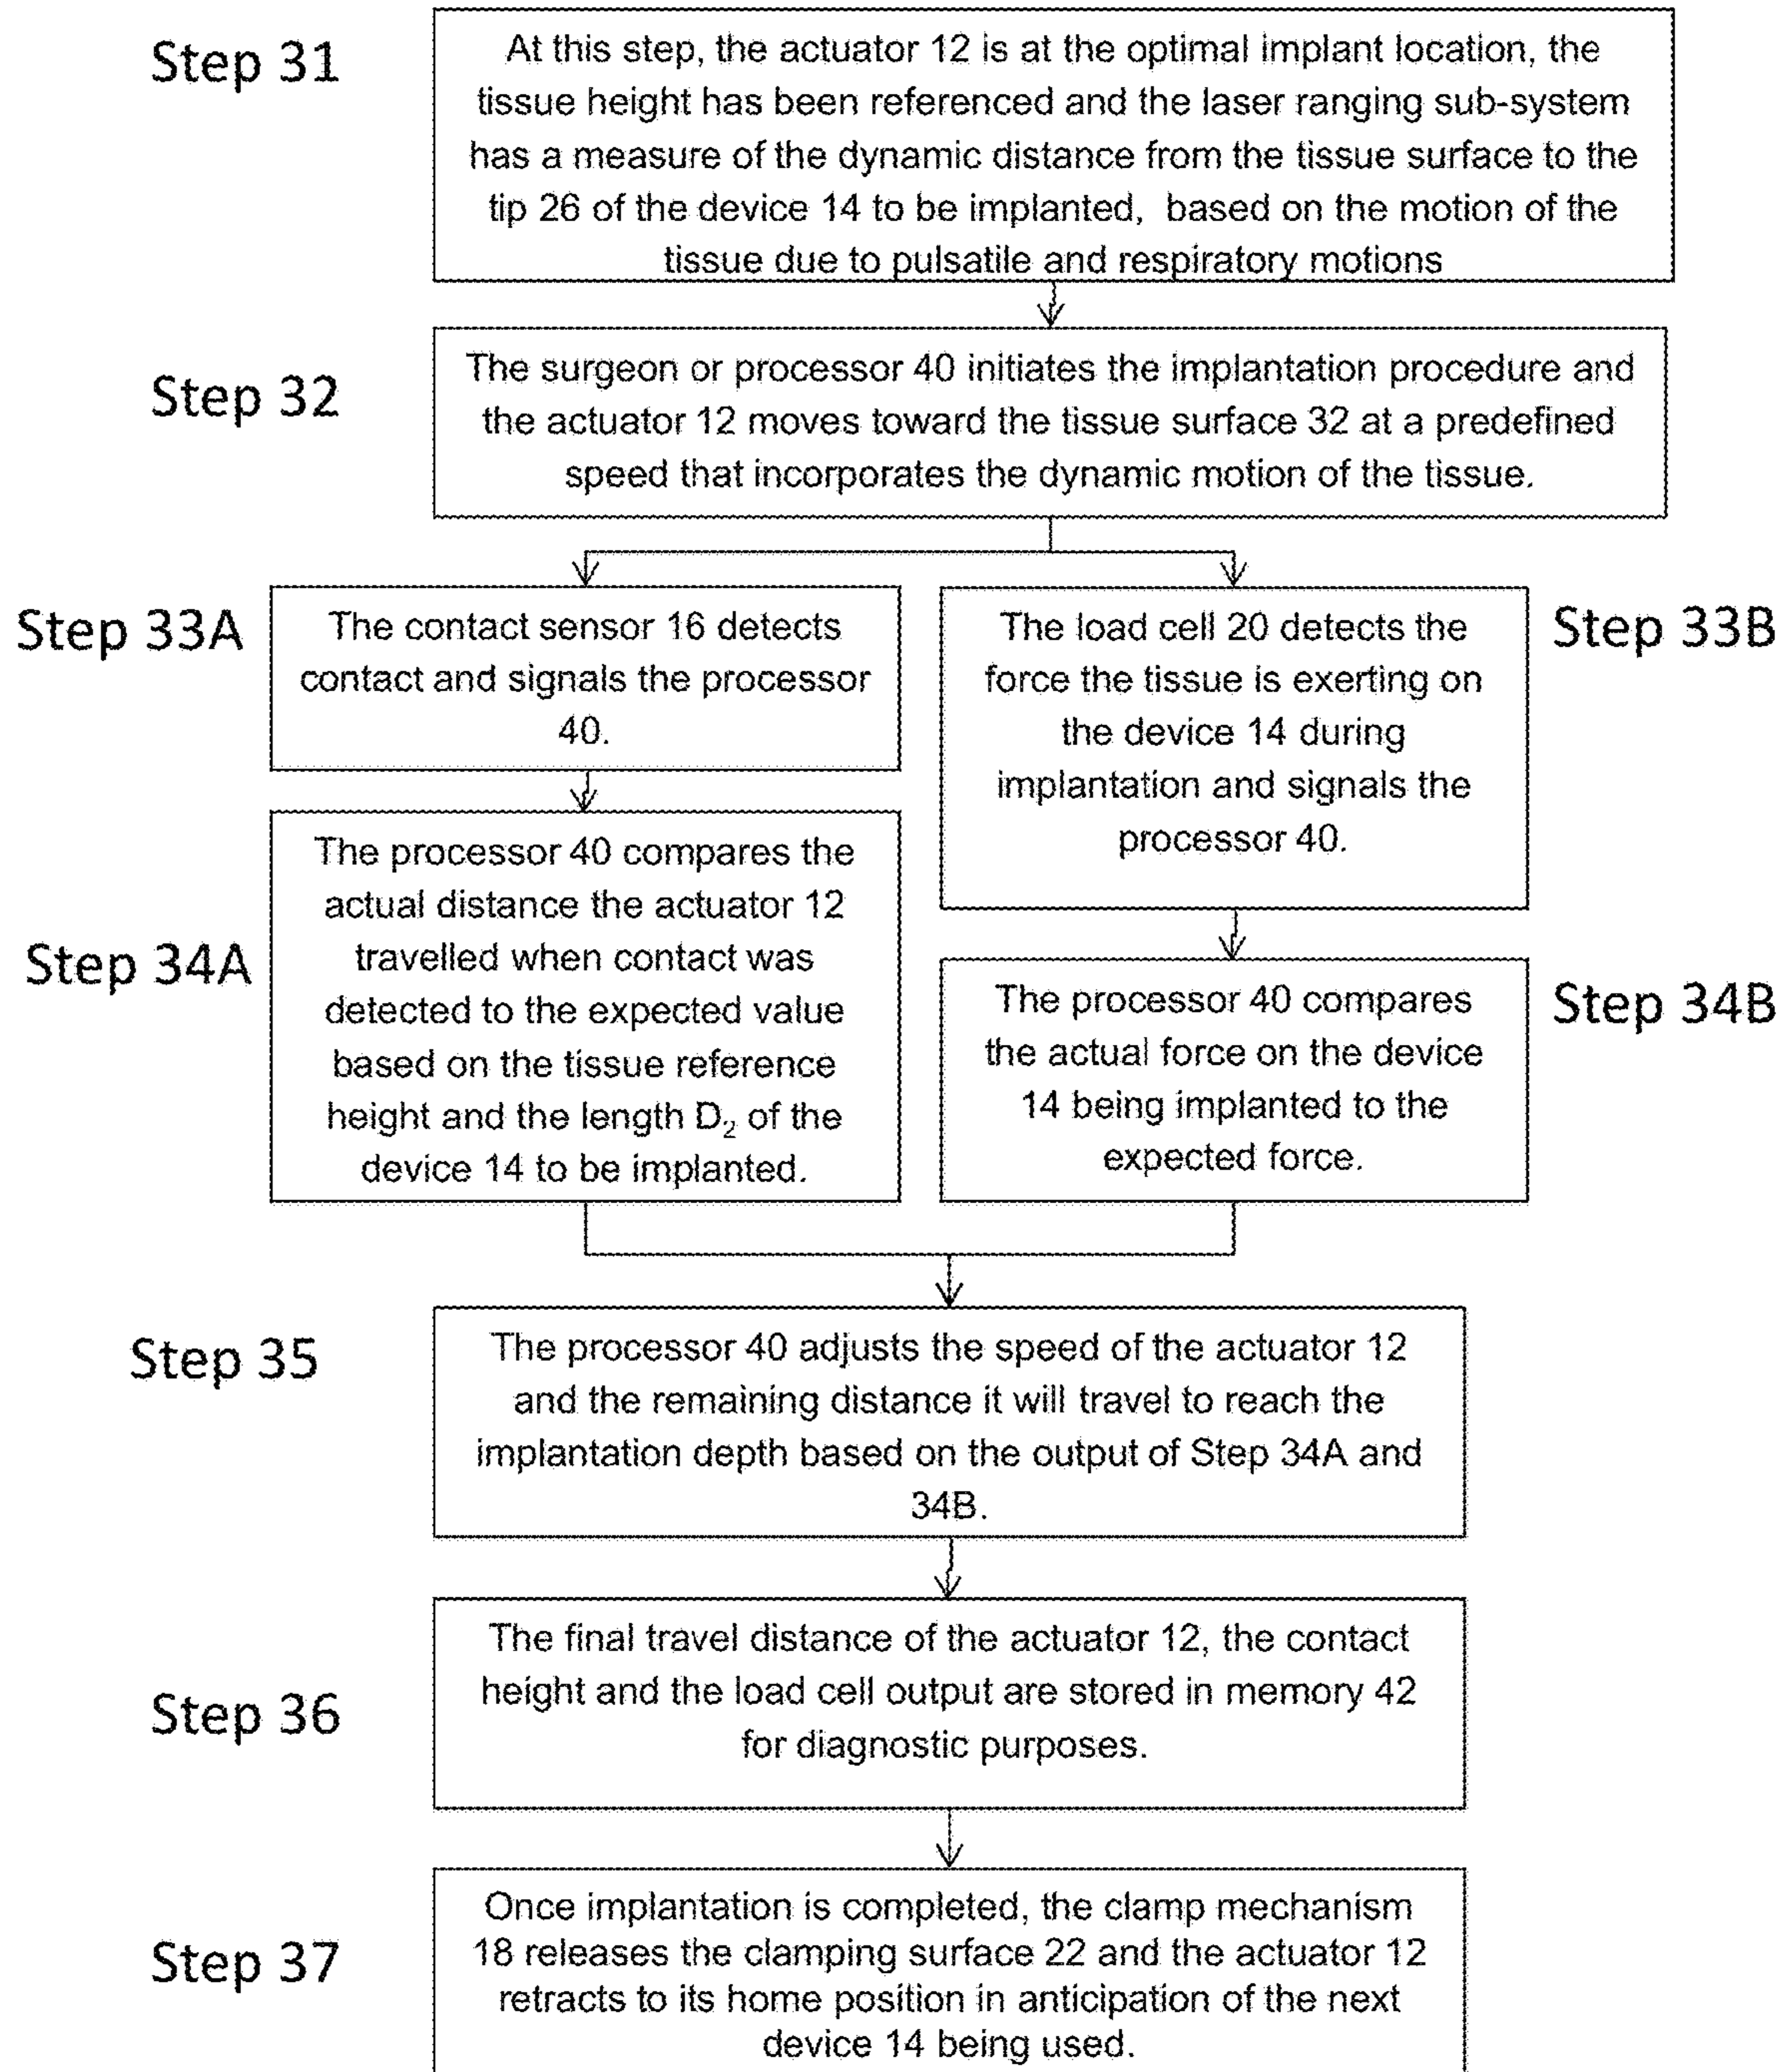 Step 31
At this step, the actuator 12 is at the optimal implant location, the
tissue height has been referenced and the laser ranging sub-system
has a measure of the dynamic distance from the tissue surface to the
tip 26 of the device 14 to be implanted, based on the motion of the
tissue due to pulsatile and respiratory motions
Step 32
The surgeon or processor 40 initiates the implantation procedure and
the actuator 12 moves toward the tissue surface 32 at a predefined
speed that incorporates the dynamic motion of the tissue.
Step 33A
The contact sensor 16 detects
contact and signals the processor
40.
Step 33B
The load cell 20 detects the
force the tissue is exerting on
the device 14 during
implantation and signals the
processor 40.
Step 34A
The processor 40 compares the
actual distance the actuator 12
travelled when contact was
detected to the expected value
based on the tissue reference
height and the length D₂ of the
device 14 to be implanted.
Step 34B
The processor 40 compares
the actual force on the device
14 being implanted to the
expected force.
Step 35
The processor 40 adjusts the speed of the actuator 12
and the remaining distance it will travel to reach the
implantation depth based on the output of Step 34A and
34B.
Step 36
The final travel distance of the actuator 12, the contact
height and the load cell output are stored in memory 42
for diagnostic purposes.
Step 37
Once implantation is completed, the clamp mechanism
18 releases the clamping surface 22 and the actuator 12
retracts to its home position in anticipation of the next
device 14 being used.